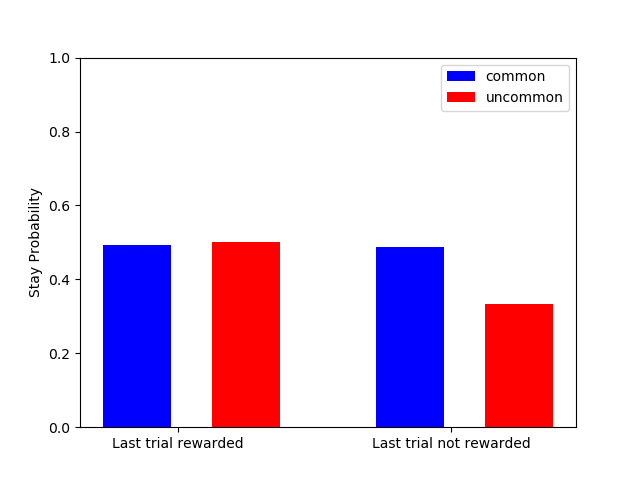 common
uncommon
1.0
0.8
0.6
0.4
0.2
0.0
Stay Probability
Last trial rewarded
Last trial not rewarded